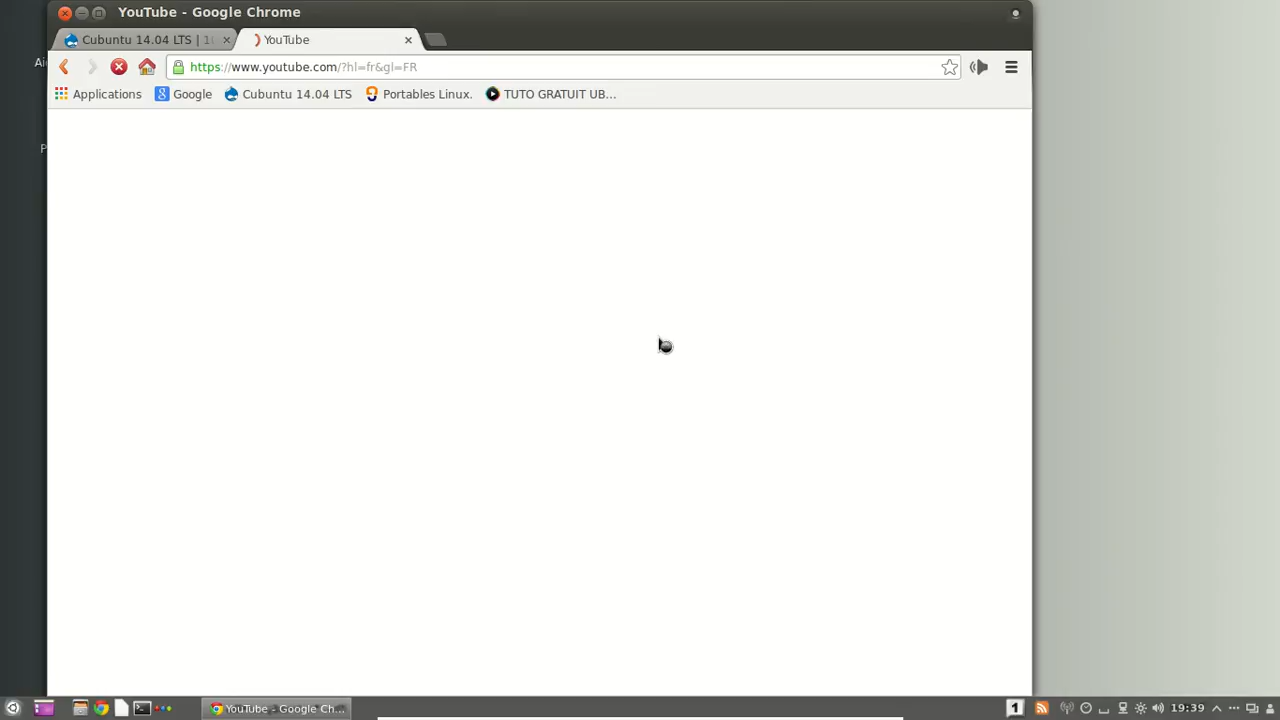 YouTube - Google Chrome
Cubuntu 14.04 LTS |
YouTube
https://www.youtube.com/?hl=fr&gl=FR
Applications
Google
Cubuntu 14.04 LTS
Portables Linux.
TUTO GRATUIT UB...
YouTube - Google Ch...
1
19:39